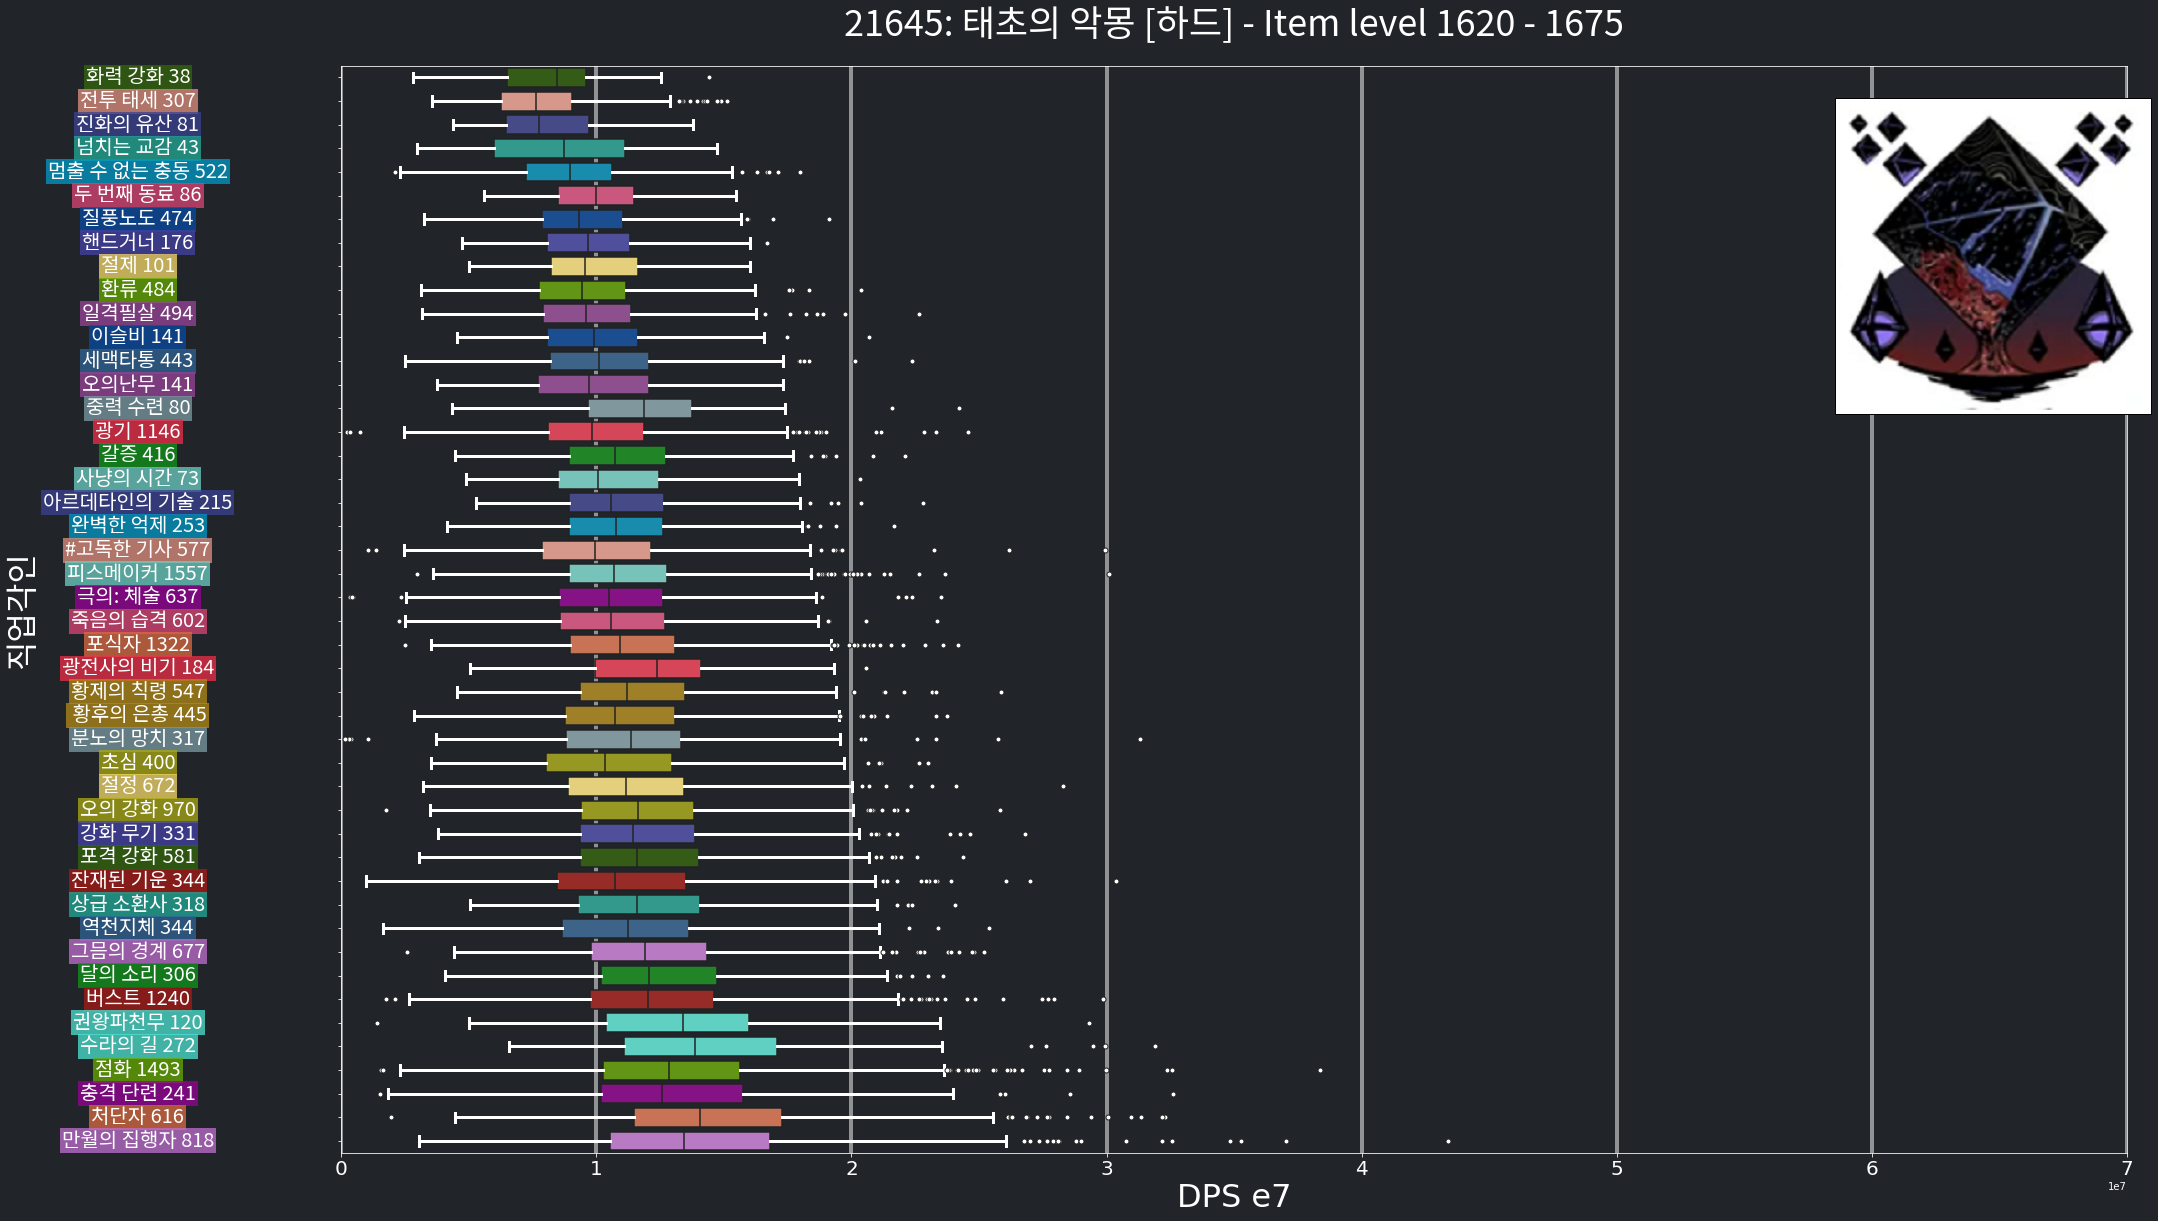 21645: 태초의 악몽 [하드] - Item level 1620 - 1675
화력 강화 38
전투 태세 307
진화의 유산 81
넘치는 교감 43
멈출 수 없는 충동 522
두 번째 동료 86
질풍노도 474
핸드거너 176
절제 101
환류 484
일격필살 494
이슬비 141
세맥타통 443
오의난무 141
중력 수련 80
광기 1146
갈증 416
사냥의 시간 73
아르데타인의 기술 215
완벽한 억제 253
#고독한 기사 577
피스메이커 1557
극의: 체술 637
죽음의 습격 602
포식자 1322
광전사의 비기 184
황제의 칙령 547
황후의 은총 445
분노의 망치 317
초심 400
절정 672
오의 강화 970
강화 무기 331
포격 강화 581
잔재된 기운 344
상급 소환사 318
역천지체 344
그믐의 경계 677
달의 소리 306
버스트 1240
권왕파천무 120
수라의 길 272
점화 1493
충격 단련 241
처단자 616
만월의 집행자 818
직업각인
0 1 2 3 4 5 6 7
1e7
DPS e7